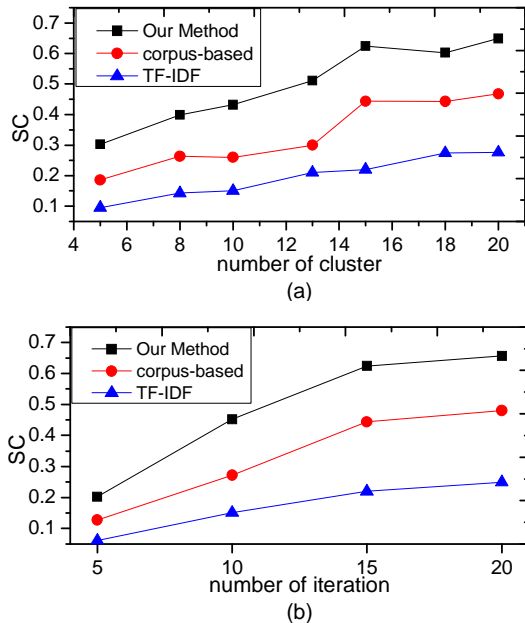 0.7
0.6
0.5
0.4
0.3
0.2
0.1
SC
Our Method
corpus-based
TF-IDF
4 6 8 10 12 14 16 18 20
number of cluster
(a)
0.7
0.6
0.5
0.4
0.3
0.2
0.1
SC
Our Method
corpus-based
TF-IDF
5 10 15 20
number of iteration
(b)